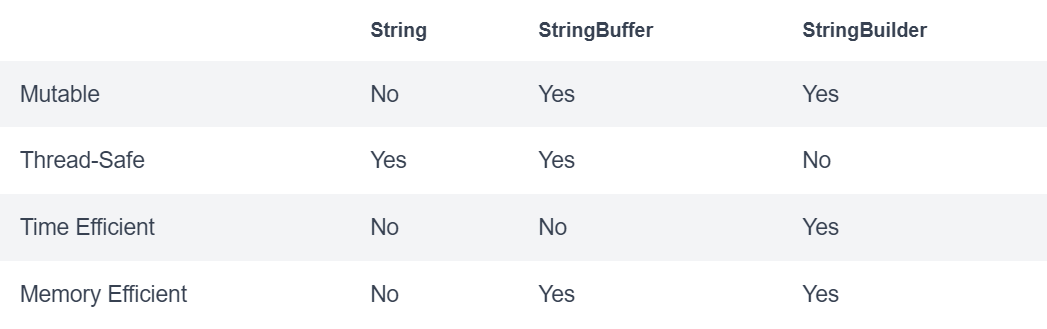 String StringBuffer StringBuilder
Mutable No Yes Yes
Thread-Safe Yes Yes No
Time Efficient No No Yes
Memory Efficient No Yes Yes